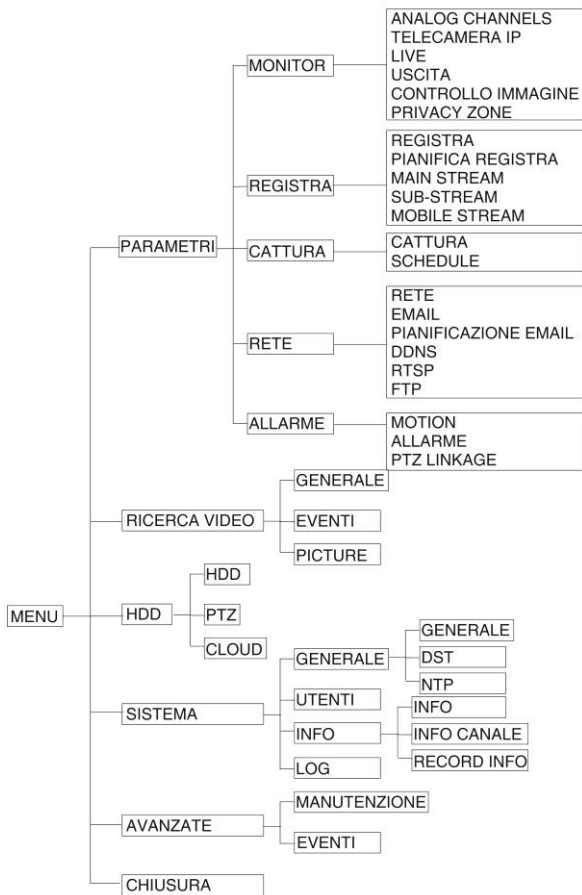 MENU
PARAMETRI
MONITOR
ANALOG CHANNELS
TELECAMERA IP
LIVE
USCITA
CONTROLLO IMMAGINE
PRIVACY ZONE
REGISTRA
REGISTRA
PIANIFICA REGISTRA
MAIN STREAM
SUB-STREAM
MOBILE STREAM
CATTURA
CATTURA
SCHEDULE
RETE
RETE
EMAIL
PIANIFICAZIONE EMAIL
DDNS
RTSP
FTP
ALLARME
MOTION
ALLARME
PTZ LINKAGE
RICERCA VIDEO
GENERALE
EVENTI
PICTURE
HDD
HDD
PTZ
CLOUD
SISTEMA
GENERALE
GENERALE
DST
NTP
UTENTI
INFO
INFO
INFO CANALE
RECORD INFO
LOG
AVANZATE
MANUTENZIONE
EVENTI
CHIUSURA